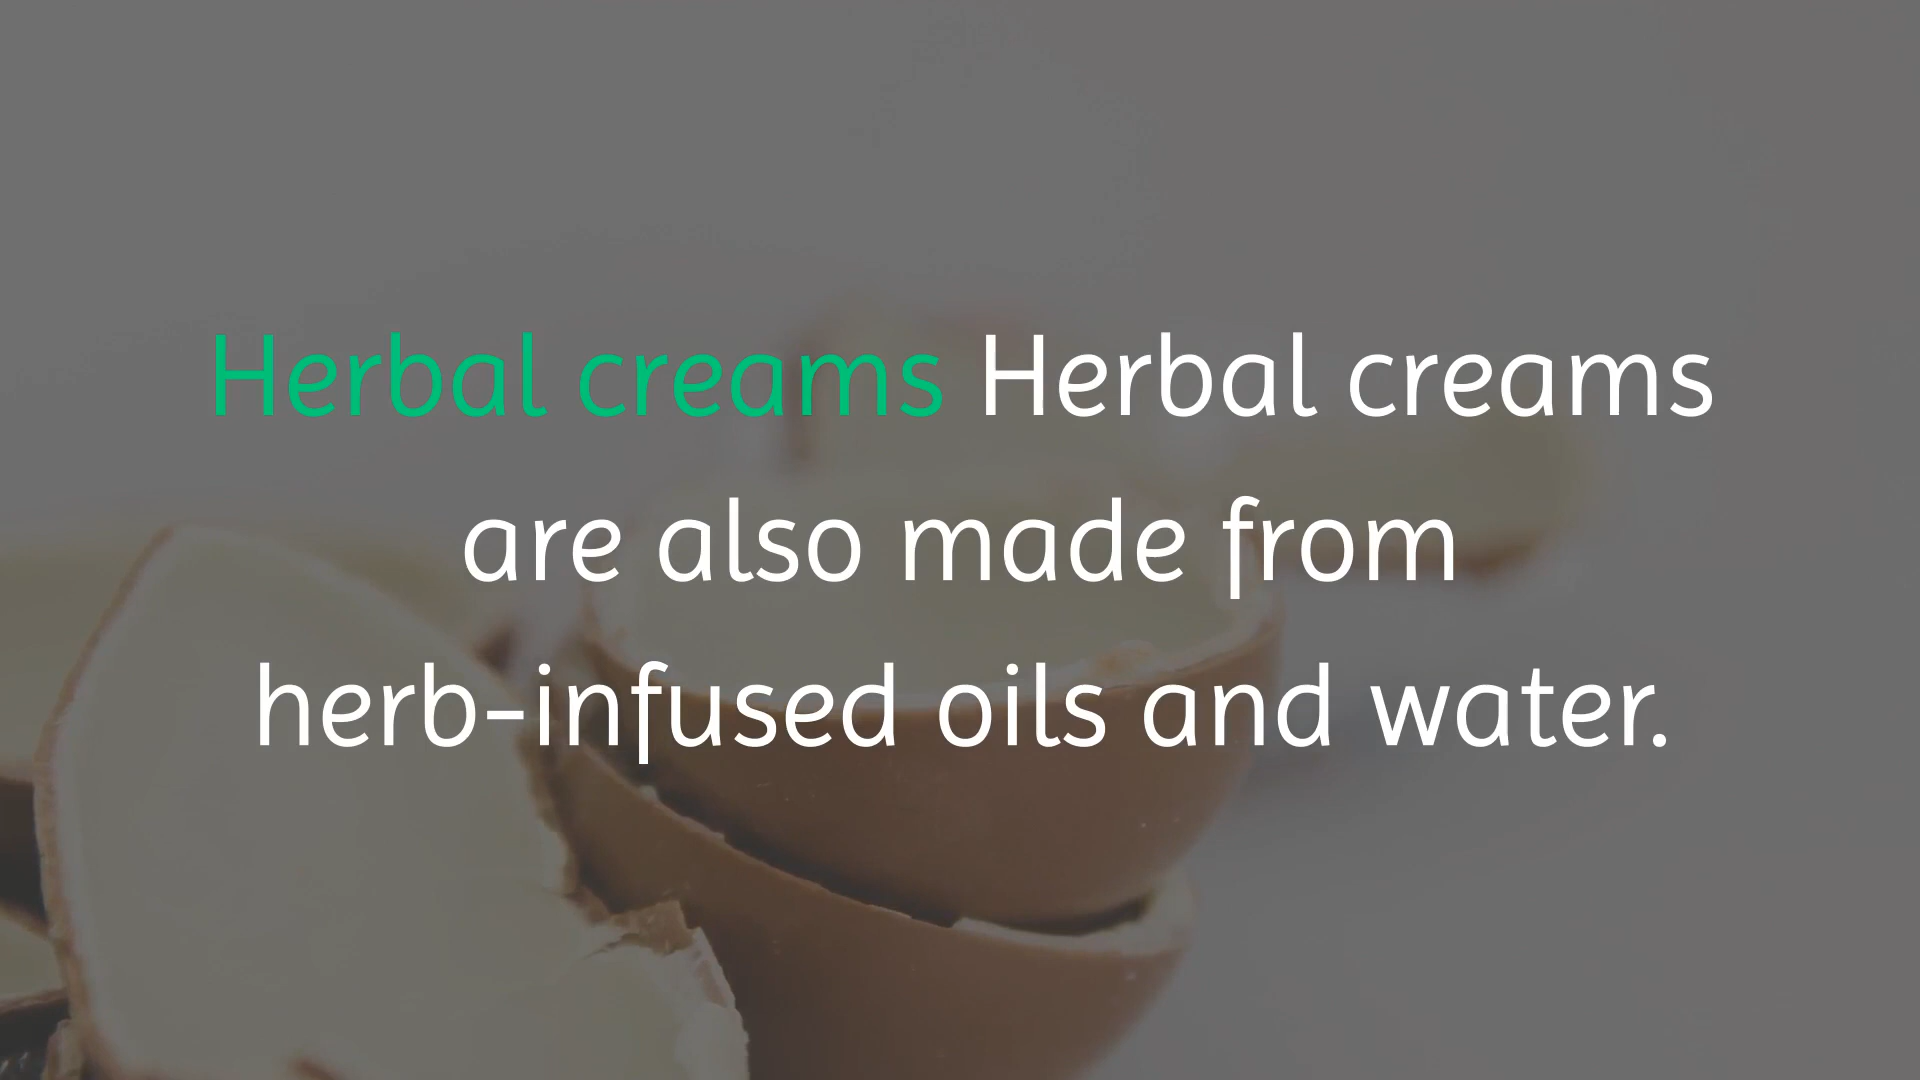 Herbal creams Herbal creams
are also made from
herb-infused oils and water.